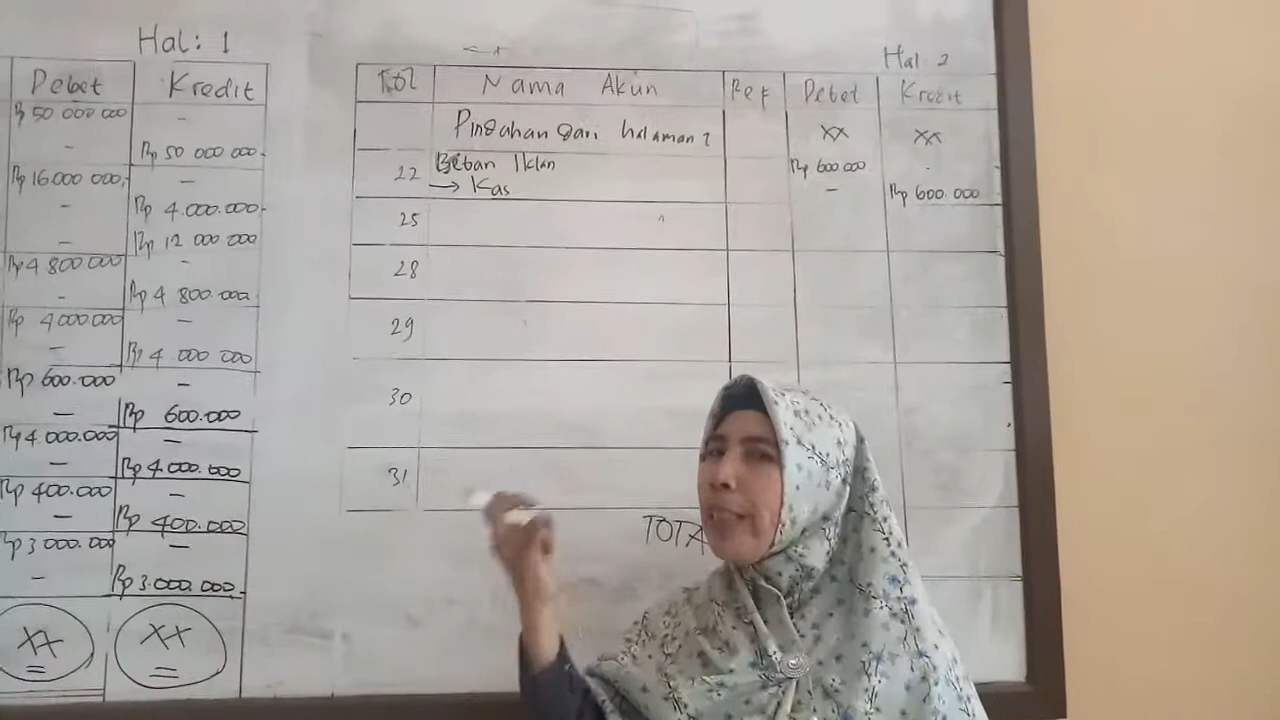 Hal: 1
Debet Kredit
Rp 50 000 000 -
- Rp 50 000 000.
Rp 16.000 000,- -
- Rp 4.000.000,-
- Rp 12 000 000
Rp 4 800 000 -
- Rp 4 800.000
Rp 4 000 000 -
- Rp 4 000 000
Rp 600.000 -
- Rp 600.000
Rp 4.000.000 -
- Rp 4.000.000
Rp 400.000 -
- Rp 400.000
Rp 3 000.000 -
- Rp 3.000.000
XX XX
Hal 2
Nama Akun Ref Debet Kredit
Pindahan dari halaman 1 XX XX
22 Beban Iklan Rp 600 000 -
→ Kas - Rp 600.000
25
28
29
30
31
TOTA